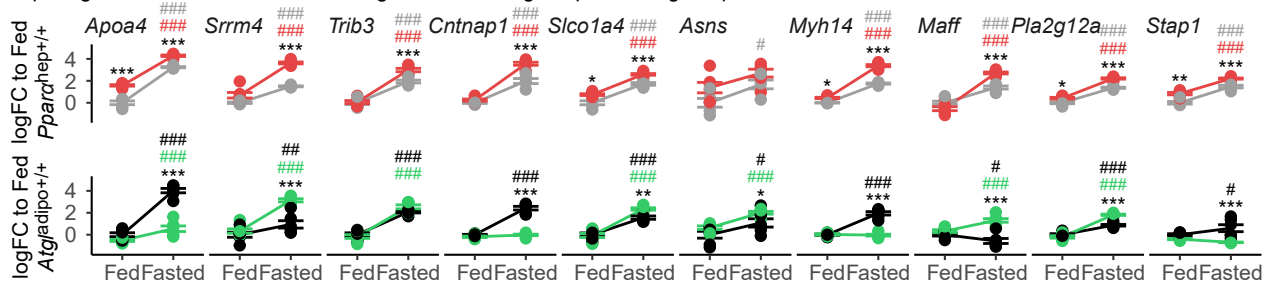 Apoa4 Srrm4 Trib3 Cntnap1 Slco1a4 Asns Myh14 Maff Pla2g12a Stap1
### ### ### ### ### ### ### ### ###
### ### ### ### ### # ### ### ### ###
*** *** *** *** *** *** *** *** *** ***
* * * **
logFC to Fed
Pparα hep+/+
4
2
0
### ## ### ### # # ### #
### ### ### ### ### ### ### ### ***
*** *** *** ** * *** *** ***
logFC to Fed
Atgl adipo+/+
4
2
0
Fed Fasted Fed Fasted Fed Fasted Fed Fasted Fed Fasted Fed Fasted Fed Fasted Fed Fasted Fed Fasted Fed Fasted